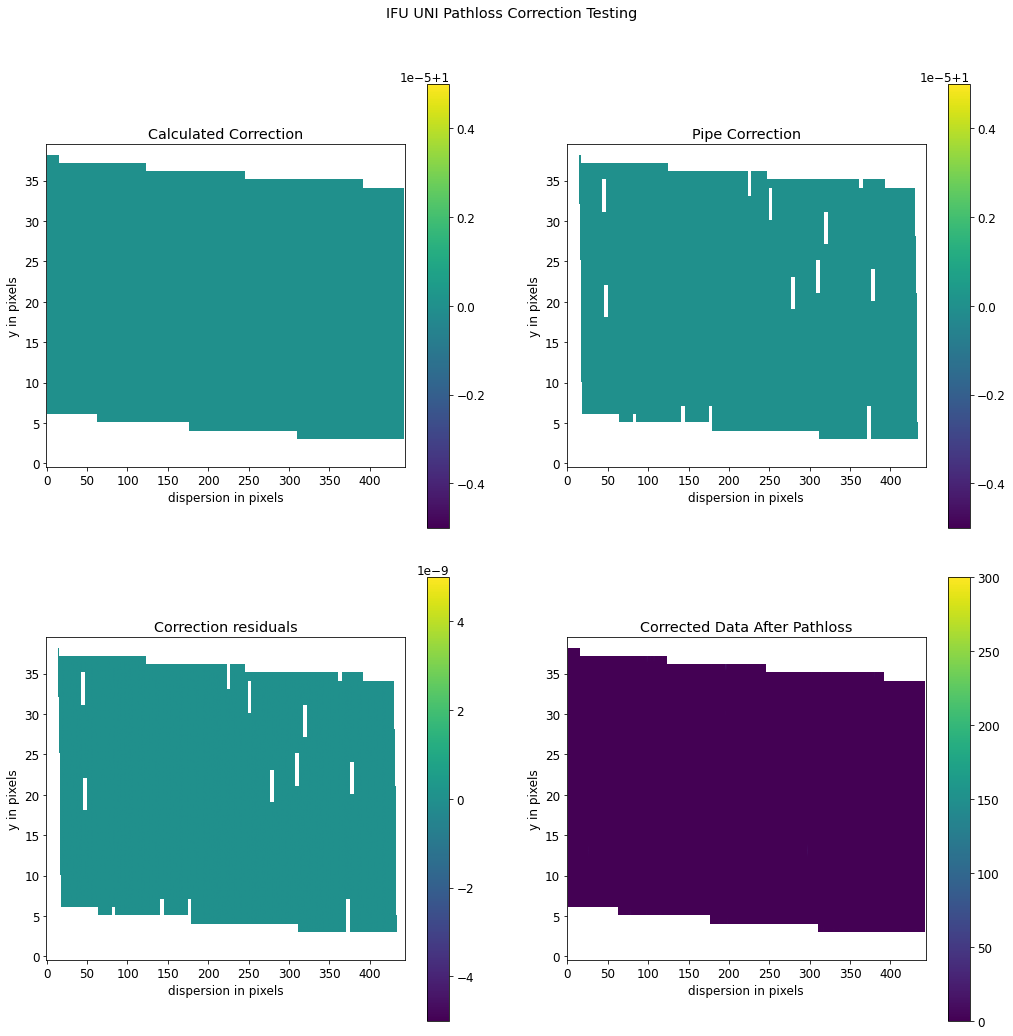 IFU UNI Pathloss Correction Testing
1e−5+1
Calculated Correction
0.4
0.2
0.0
−0.2
−0.4
35
30
25
20
15
10
5
0
y in pixels
0 50 100 150 200 250 300 350 400
dispersion in pixels
1e−5+1
Pipe Correction
0.4
0.2
0.0
−0.2
−0.4
35
30
25
20
15
10
5
0
y in pixels
0 50 100 150 200 250 300 350 400
dispersion in pixels
1e−9
Correction residuals
4
2
0
−2
−4
35
30
25
20
15
10
5
0
y in pixels
0 50 100 150 200 250 300 350 400
dispersion in pixels
Corrected Data After Pathloss
300
250
200
150
100
50
0
35
30
25
20
15
10
5
0
y in pixels
0 50 100 150 200 250 300 350 400
dispersion in pixels